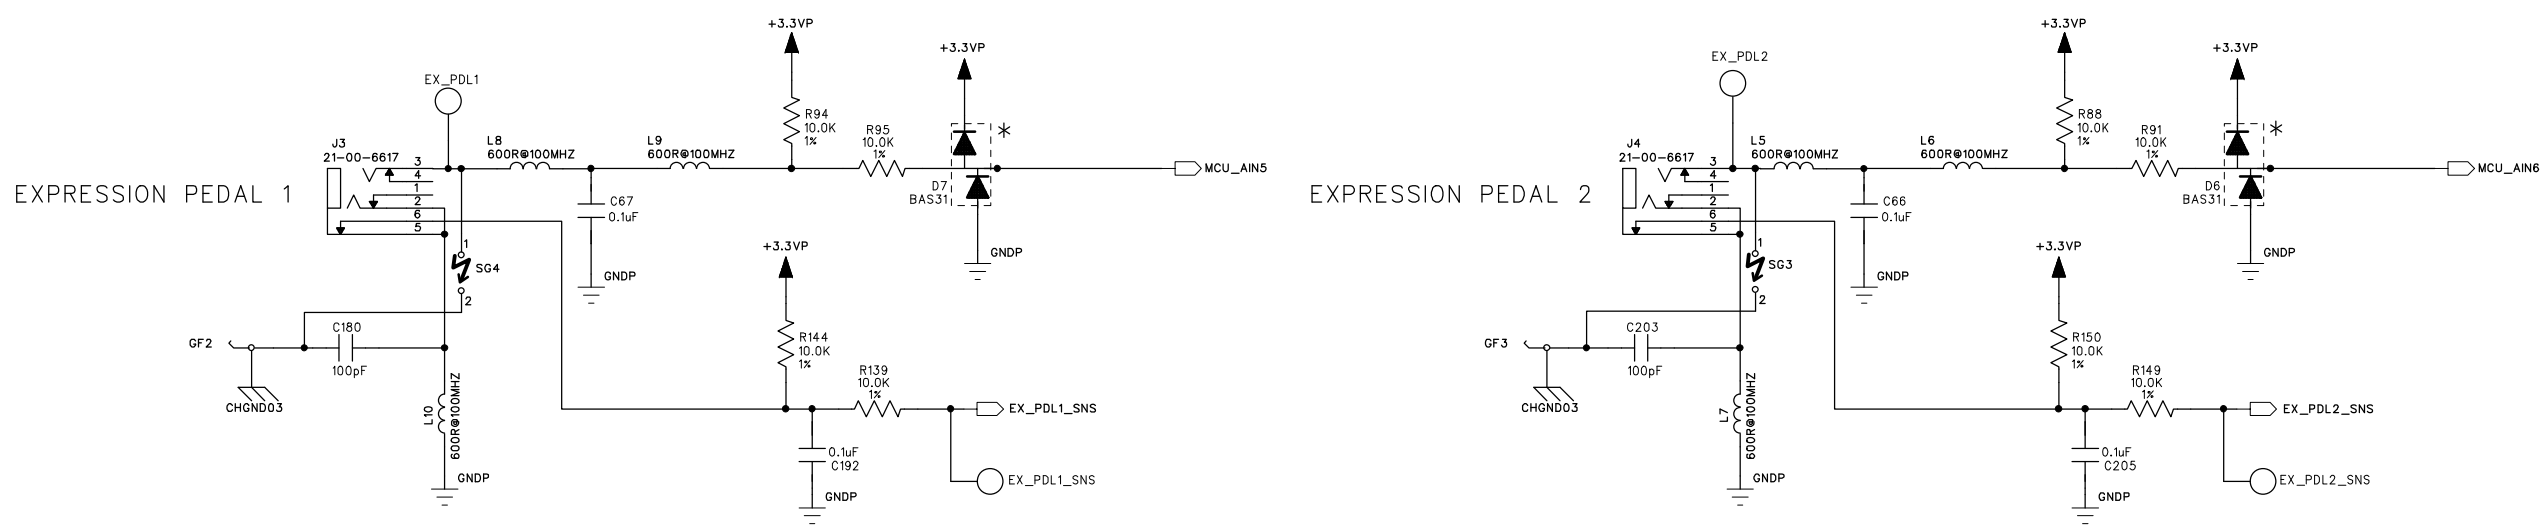 EXPRESSION PEDAL 1
J3
21-00-6617
3
4
1
2
6
5
EX_PDL1
L8
600R@100MHZ
L9
600R@100MHZ
C67
0.1uF
GNDP
+3.3VP
R94
10.0K
1%
R95
10.0K
1%
+3.3VP
*
D7
BAS31
GNDP
MCU_AIN5
1
SG4
2
GF2
CHGND03
C180
100pF
L10
600R@100MHZ
GNDP
+3.3VP
R144
10.0K
1%
R139
10.0K
1%
0.1uF
C192
GNDP
EX_PDL1_SNS
EX_PDL1_SNS
EXPRESSION PEDAL 2
J4
21-00-6617
3
4
1
2
6
5
EX_PDL2
L5
600R@100MHZ
L6
600R@100MHZ
C66
0.1uF
GNDP
+3.3VP
R88
10.0K
1%
R91
10.0K
1%
+3.3VP
*
D6
BAS31
GNDP
MCU_AIN6
1
SG3
2
GF3
CHGND03
C203
100pF
L7
600R@100MHZ
GNDP
+3.3VP
R150
10.0K
1%
R149
10.0K
1%
0.1uF
C205
GNDP
EX_PDL2_SNS
EX_PDL2_SNS